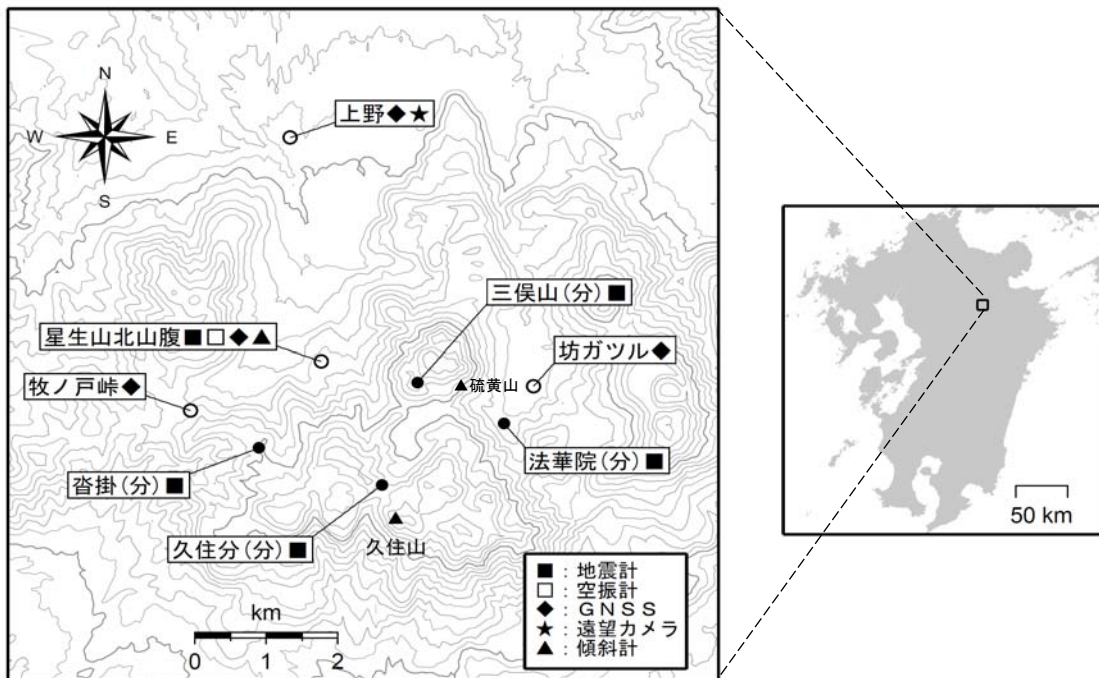 N
W
E
S
上野◆★
三俣山(分)■
星生山北山腹■□◆▲
坊ガツル◆
牧ノ戸峠◆
硫黄山
沓掛(分)■
法華院(分)■
久住分(分)■
久住山
km
0 1 2
■：地震計
□：空振計
◆：ＧＮＳＳ
★：遠望カメラ
▲：傾斜計
50 km